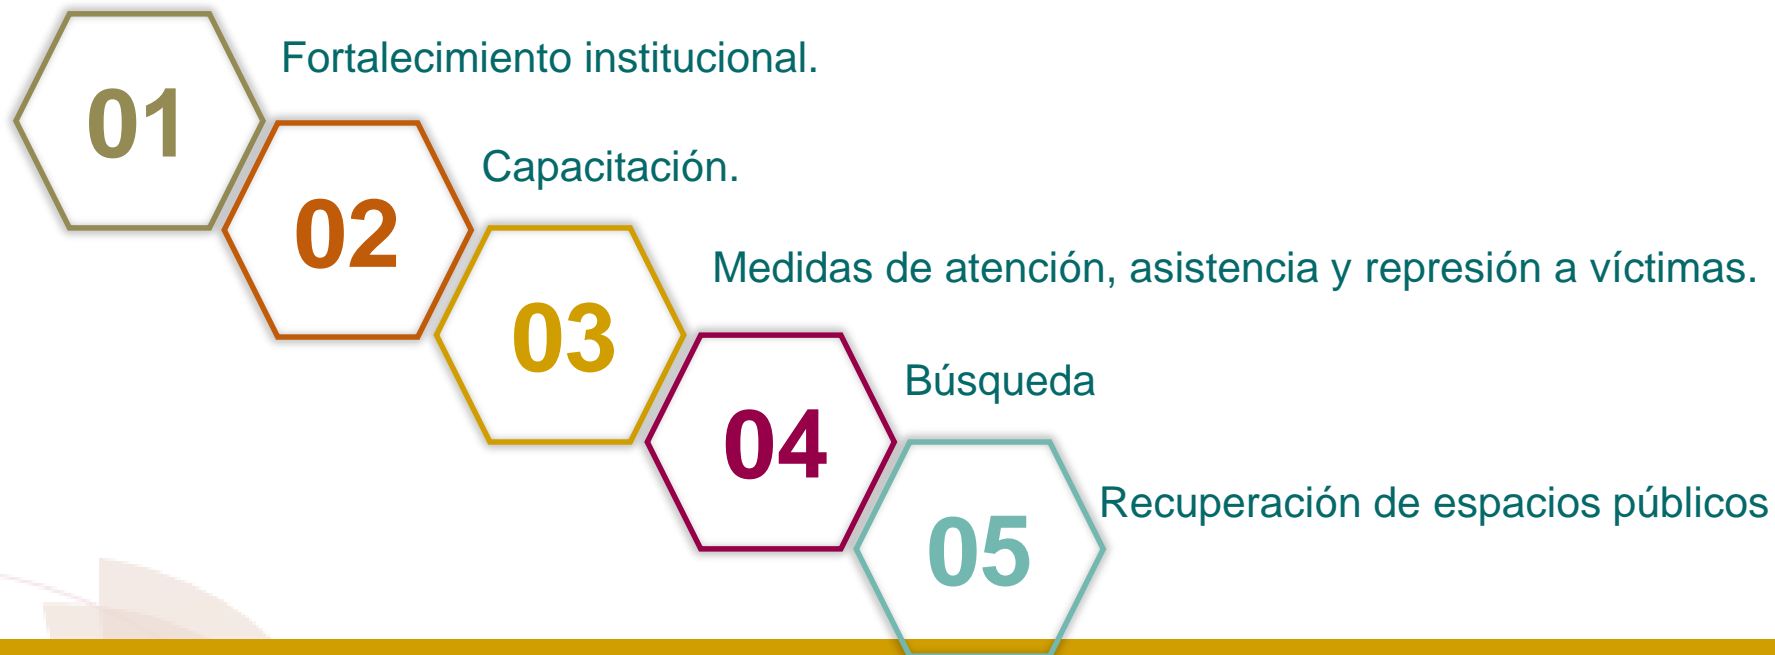 01
Fortalecimiento institucional.
02
Capacitación.
03
Medidas de atención, asistencia y represión a víctimas.
04
Búsqueda
05
Recuperación de espacios públicos